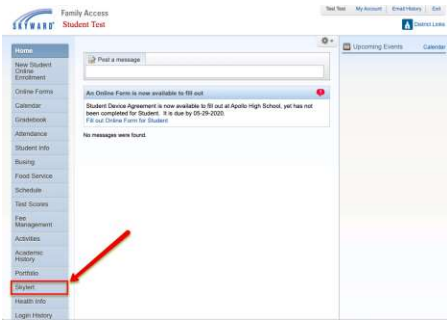 Family Access
Test Test My Account Email History Exit
SKYWARD®
Student Test
District Links
Home
New Student
Online
Enrollment
Online Forms
Calendar
Gradebook
Attendance
Student Info
Busing
Food Service
Schedule
Test Scores
Fee
Management
Activities
Academic
History
Portfolio
Skylert
Health Info
Login History
Post a message
An Online Form is now available to fill out
Student Device Agreement is now available to fill out at Apollo High School, yet has not
been completed for Student. It is due by 05-29-2020.
Fill out Online Form for Student
No messages were found.
Upcoming Events
Calendar